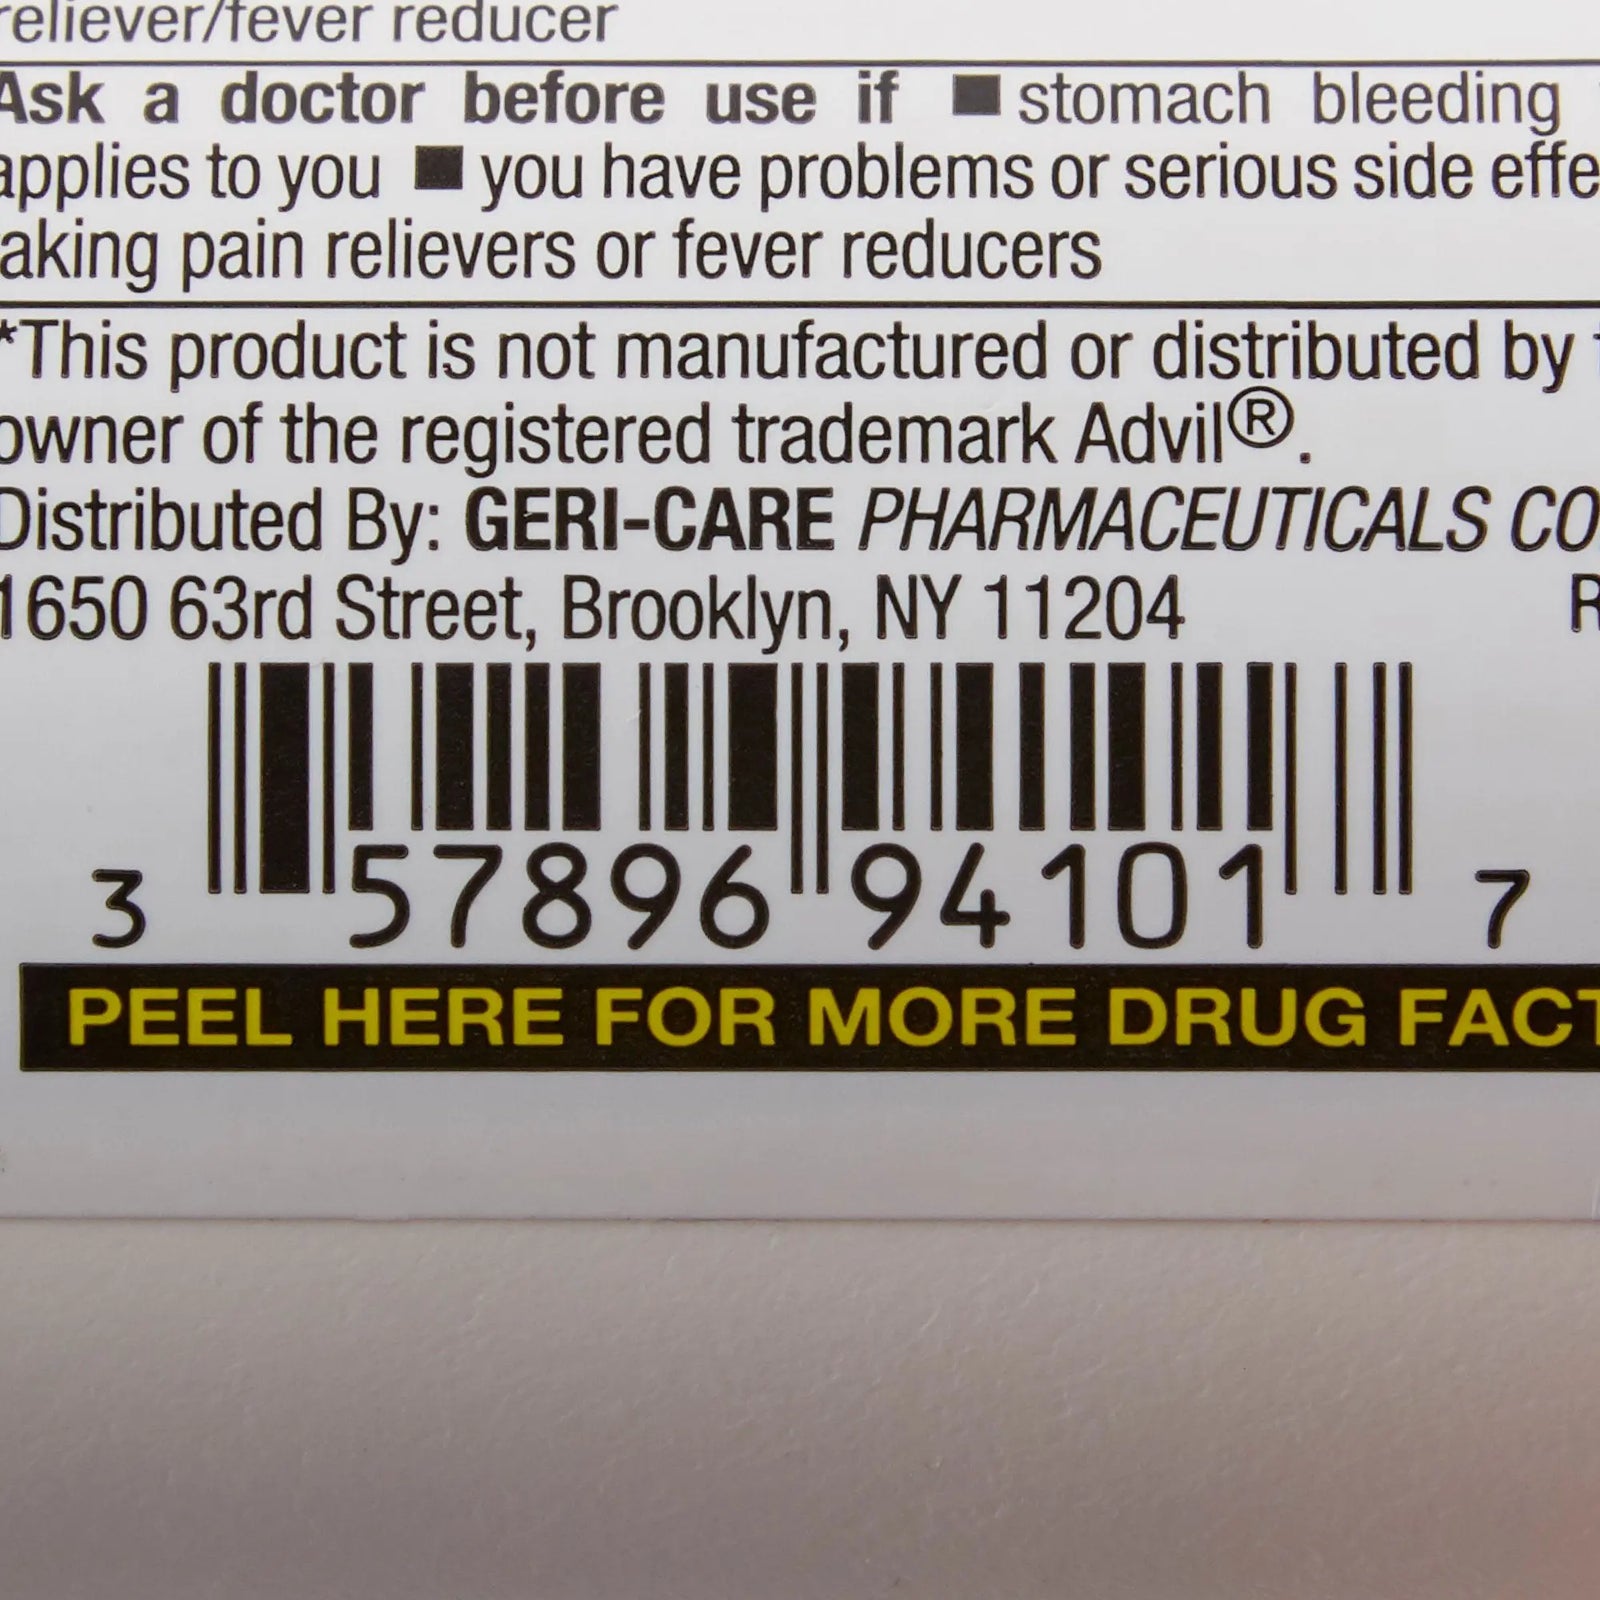 reliever/fever reducer
Ask a doctor before use if ■ stomach bleeding
applies to you ■ you have problems or serious side effe
taking pain relievers or fever reducers
*This product is not manufactured or distributed by t
owner of the registered trademark Advil®.
Distributed By: GERI-CARE PHARMACEUTICALS CO
1650 63rd Street, Brooklyn, NY 11204 R
3 57896 94101 7
PEEL HERE FOR MORE DRUG FACT